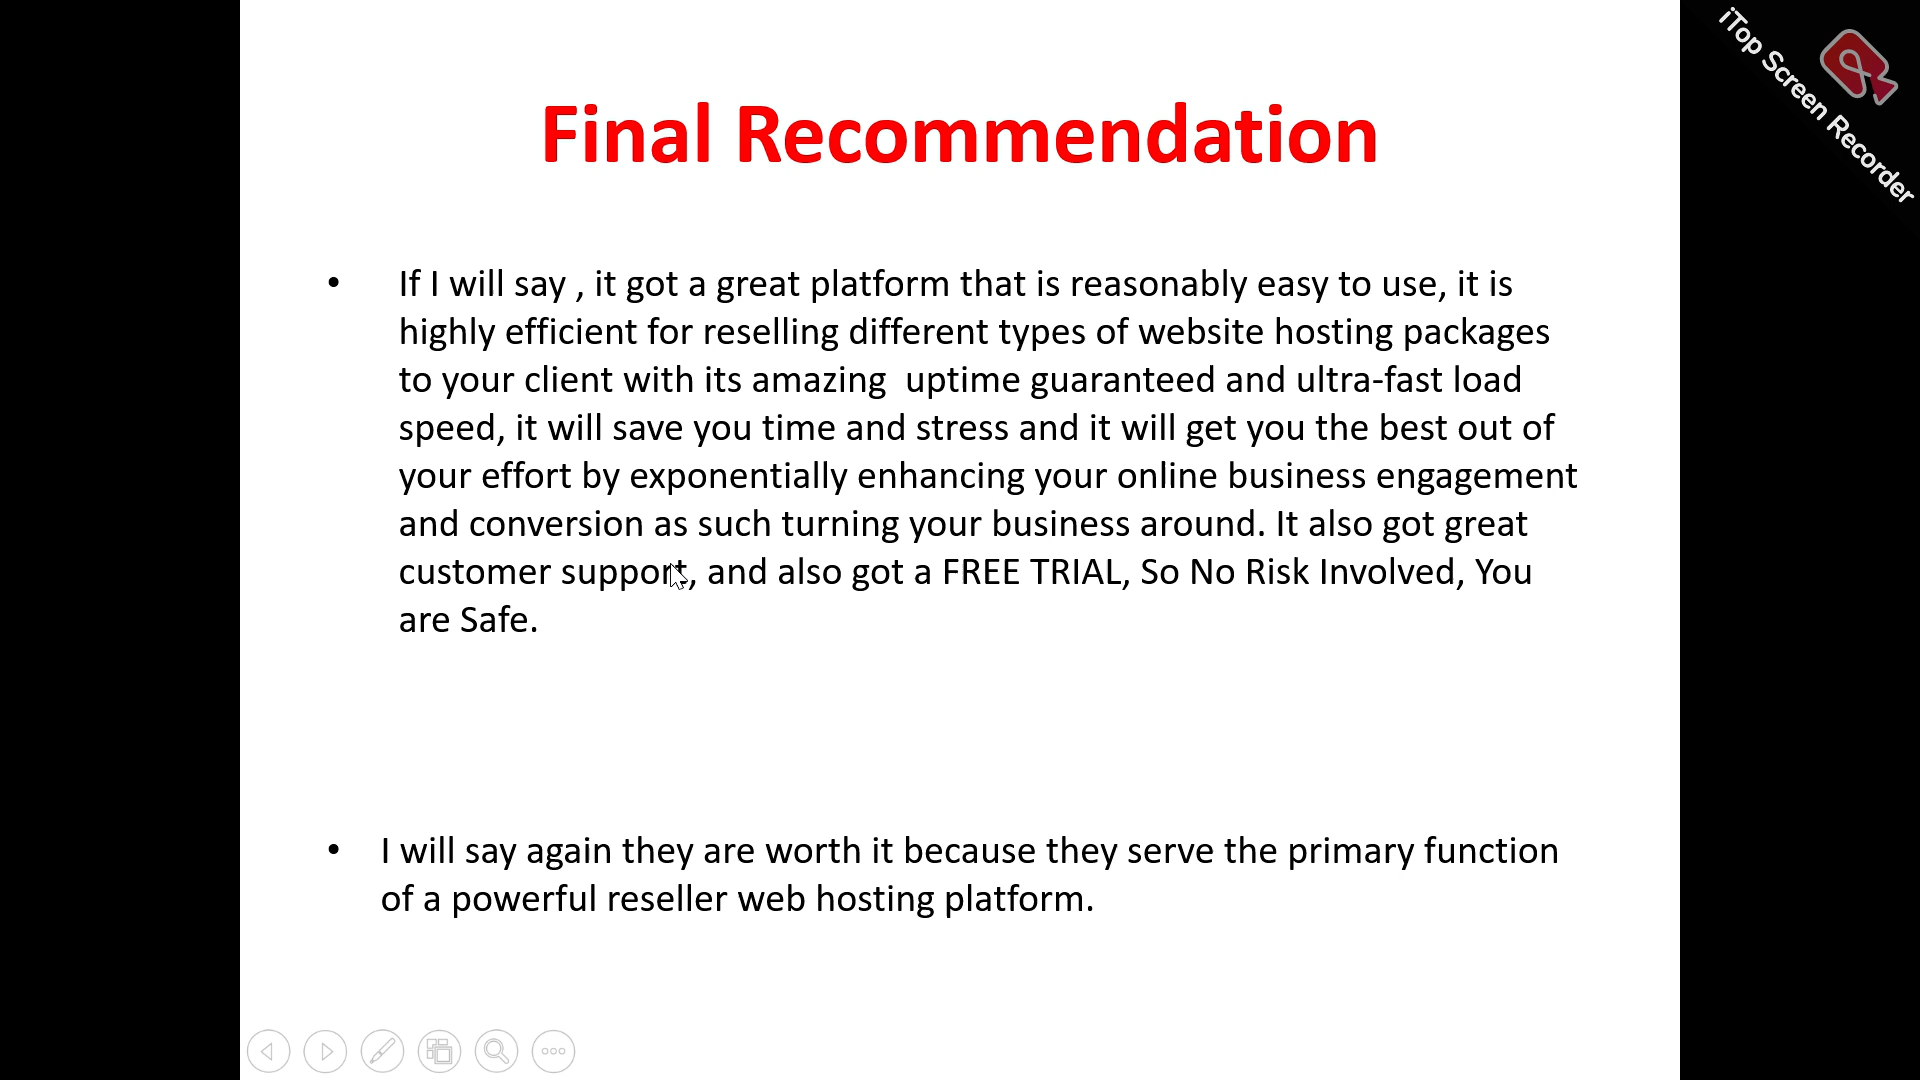 iTop Screen Recorder
Final Recommendation
• If I will say , it got a great platform that is reasonably easy to use, it is
highly efficient for reselling different types of website hosting packages
to your client with its amazing  uptime guaranteed and ultra-fast load
speed, it will save you time and stress and it will get you the best out of
your effort by exponentially enhancing your online business engagement
and conversion as such turning your business around. It also got great
customer support, and also got a FREE TRIAL, So No Risk Involved, You
are Safe.
• I will say again they are worth it because they serve the primary function
of a powerful reseller web hosting platform.